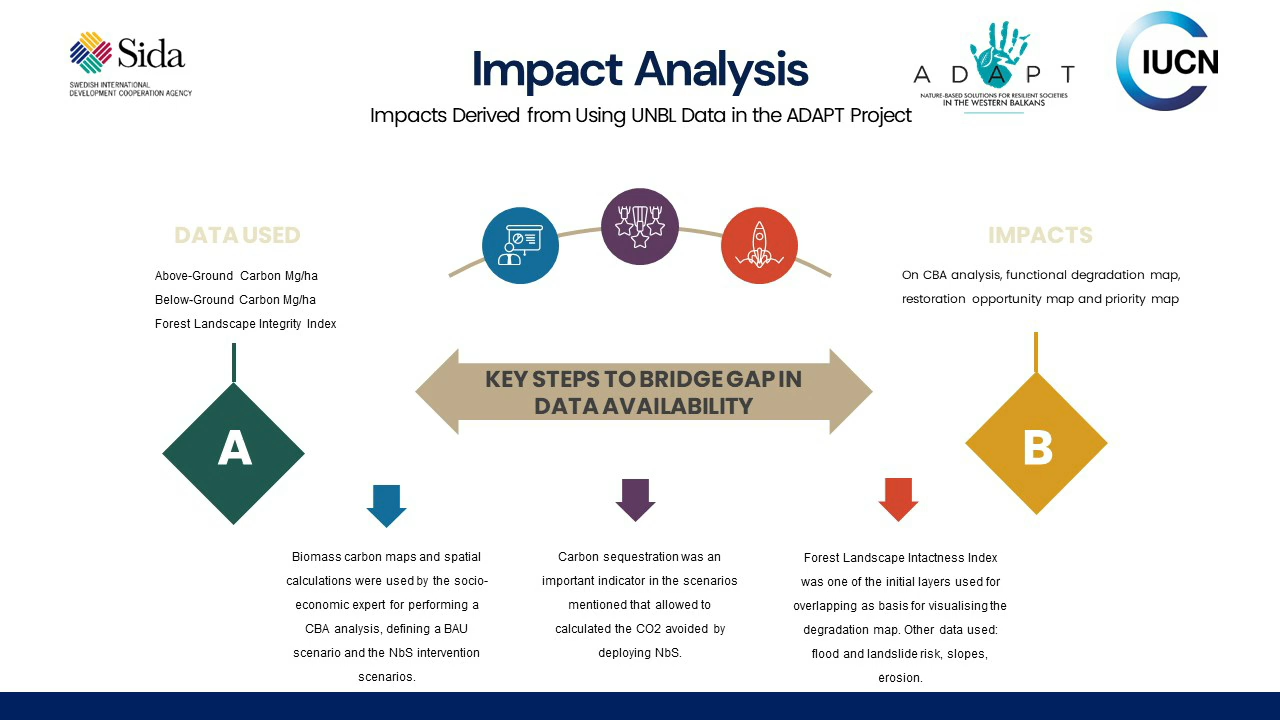 Sida
SWEDISH INTERNATIONAL
DEVELOPMENT COOPERATION AGENCY
Impact Analysis
Impacts Derived from Using UNBL Data in the ADAPT Project
ADAPT
NATURE-BASED SOLUTIONS FOR RESILIENT SOCIETIES
IN THE WESTERN BALKANS
IUCN
DATA USED
Above-Ground Carbon Mg/ha
Below-Ground Carbon Mg/ha
Forest Landscape Integrity Index
A
IMPACTS
On CBA analysis, functional degradation map,
restoration opportunity map and priority map
B
KEY STEPS TO BRIDGE GAP IN
DATA AVAILABILITY
Biomass carbon maps and spatial
calculations were used by the socio-
economic expert for performing a
CBA analysis, defining a BAU
scenario and the NbS intervention
scenarios.
Carbon sequestration was an
important indicator in the scenarios
mentioned that allowed to
calculated the CO2 avoided by
deploying NbS.
Forest Landscape Intactness Index
was one of the initial layers used for
overlapping as basis for visualising the
degradation map. Other data used:
flood and landslide risk, slopes,
erosion.